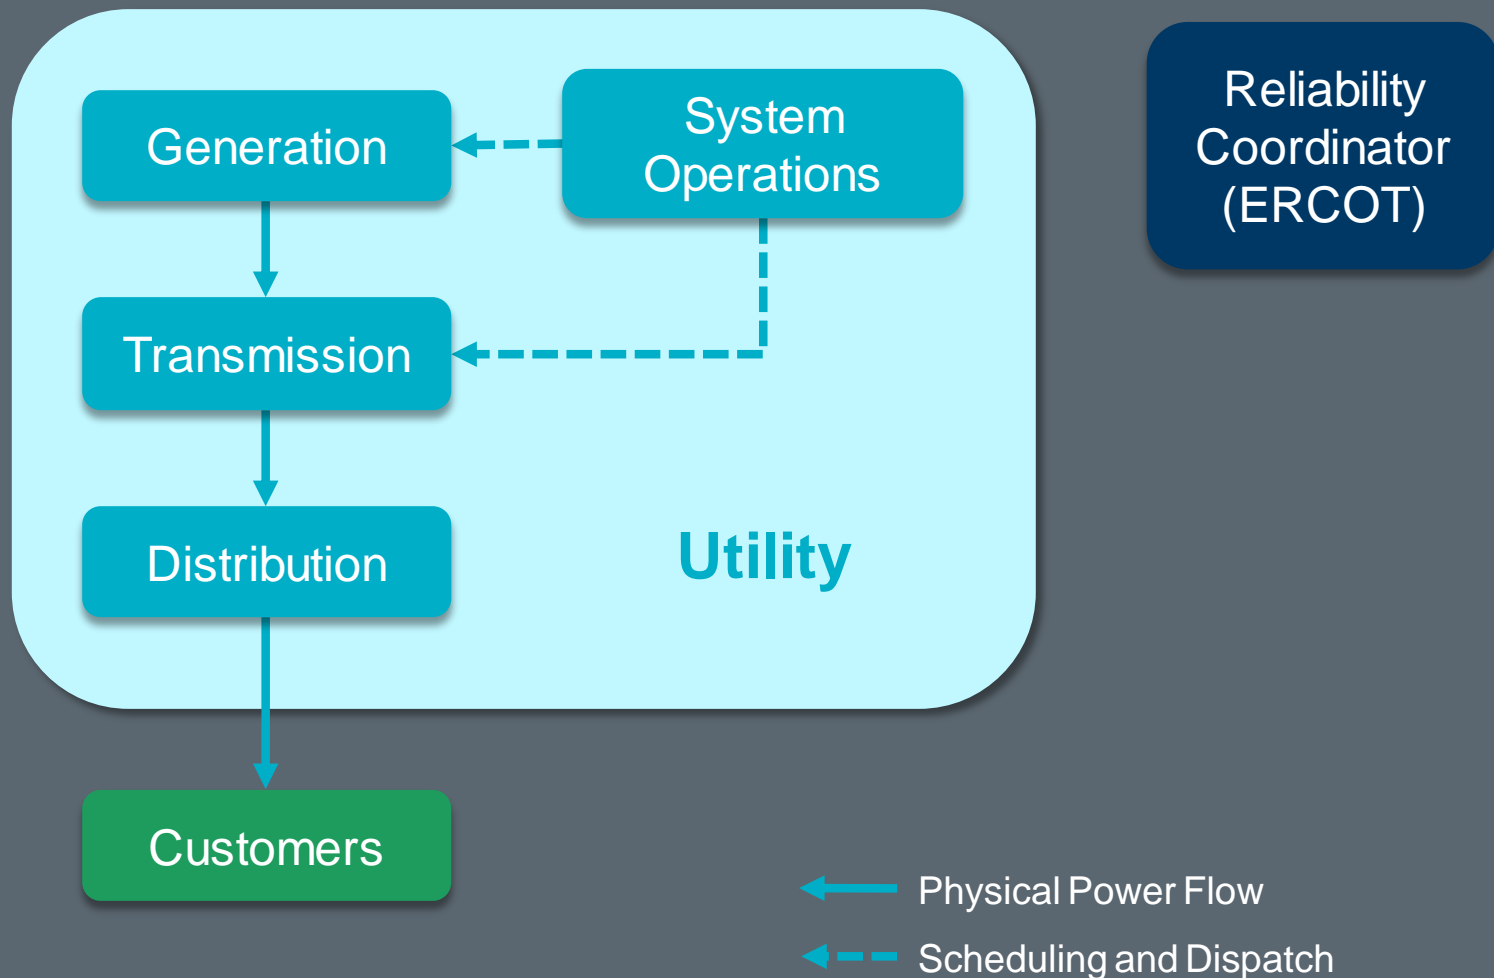 Generation
System
Operations
Reliability
Coordinator
(ERCOT)
Transmission
Distribution
Utility
Customers
Physical Power Flow
Scheduling and Dispatch